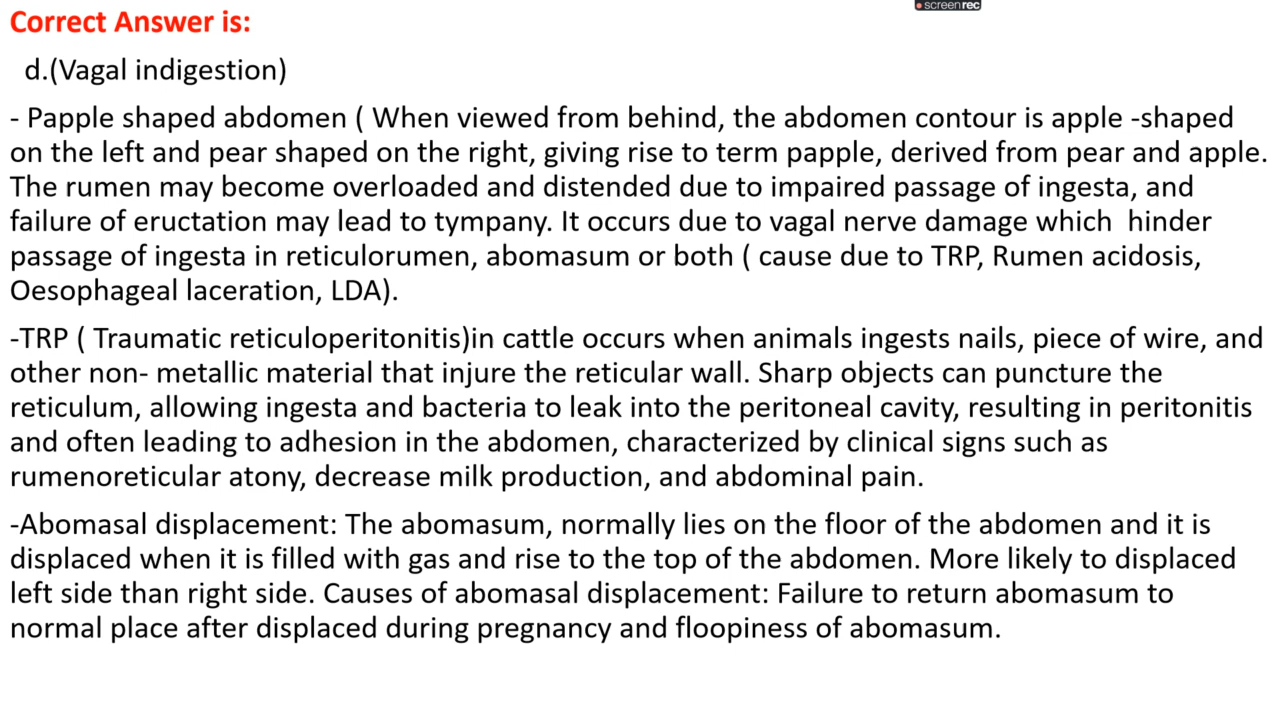 screenrec
Correct Answer is:
d.(Vagal indigestion)
- Papple shaped abdomen ( When viewed from behind, the abdomen contour is apple -shaped
on the left and pear shaped on the right, giving rise to term papple, derived from pear and apple.
The rumen may become overloaded and distended due to impaired passage of ingesta, and
failure of eructation may lead to tympany. It occurs due to vagal nerve damage which  hinder
passage of ingesta in reticulorumen, abomasum or both ( cause due to TRP, Rumen acidosis,
Oesophageal laceration, LDA).
-TRP ( Traumatic reticuloperitonitis)in cattle occurs when animals ingests nails, piece of wire, and
other non- metallic material that injure the reticular wall. Sharp objects can puncture the
reticulum, allowing ingesta and bacteria to leak into the peritoneal cavity, resulting in peritonitis
and often leading to adhesion in the abdomen, characterized by clinical signs such as
rumenoreticular atony, decrease milk production, and abdominal pain.
-Abomasal displacement: The abomasum, normally lies on the floor of the abdomen and it is
displaced when it is filled with gas and rise to the top of the abdomen. More likely to displaced
left side than right side. Causes of abomasal displacement: Failure to return abomasum to
normal place after displaced during pregnancy and floopiness of abomasum.